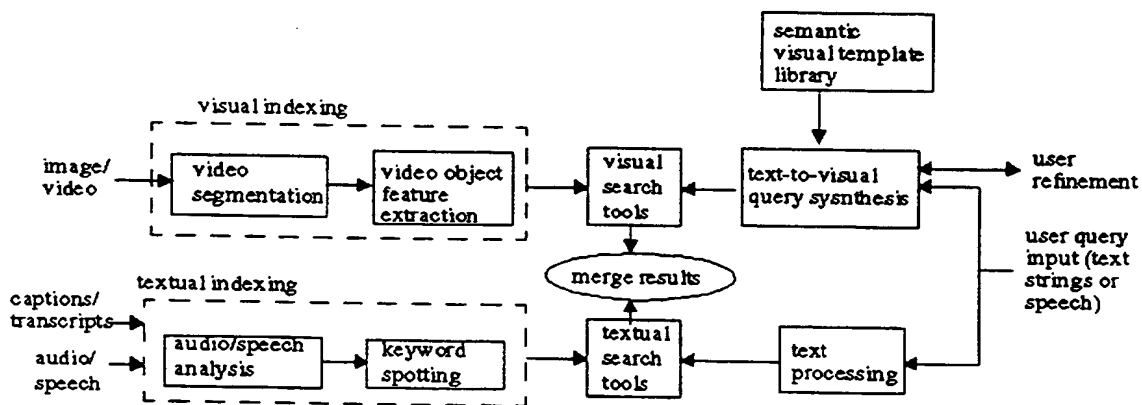 semantic
visual template
library
visual indexing
image/
video
video
segmentation
video object
feature
extraction
visual
search
tools
text-to-visual
query sysnthesis
user
refinement
merge results
user query
input (text
strings or
speech)
textual indexing
captions/
transcripts
audio/
speech
audio/speech
analysis
keyword
spotting
textual
search
tools
text
processing